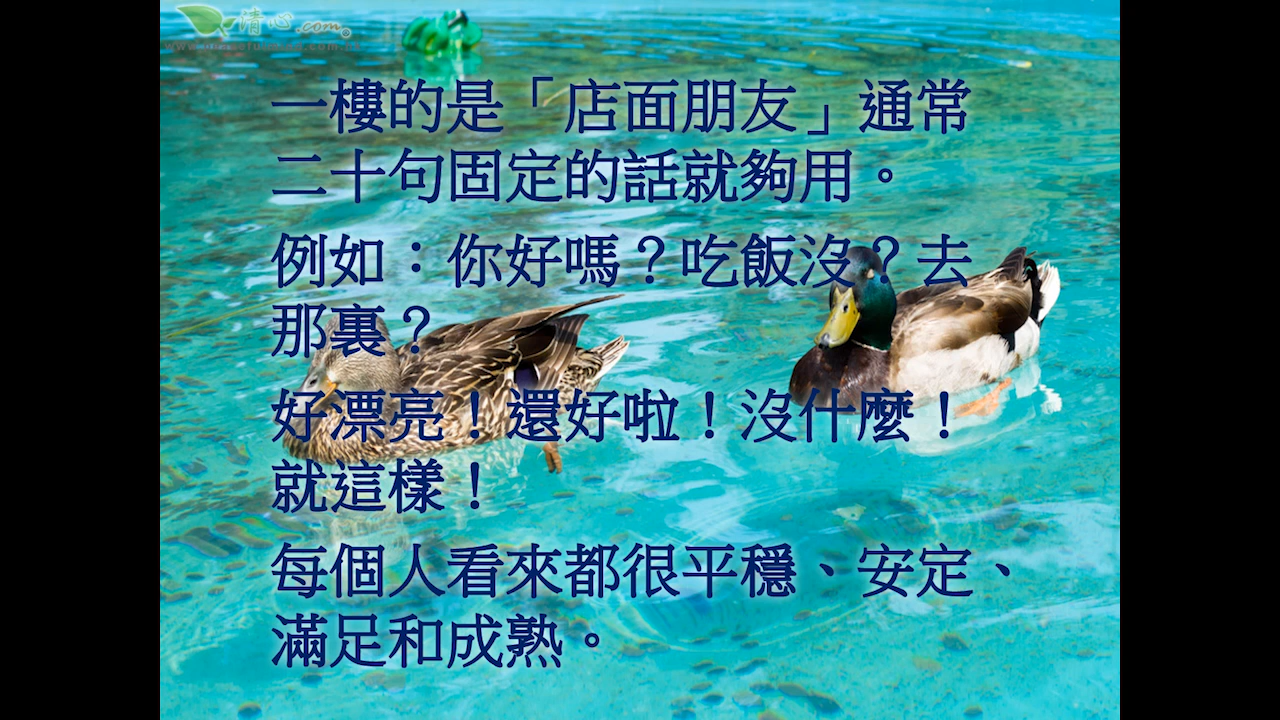 清心.com
一樓的是「店面朋友」通常
二十句固定的話就夠用。
例如：你好嗎？吃飯沒？去
那裏？
好漂亮！還好啦！沒什麼！
就這樣！
每個人看來都很平穩、安定、
滿足和成熟。